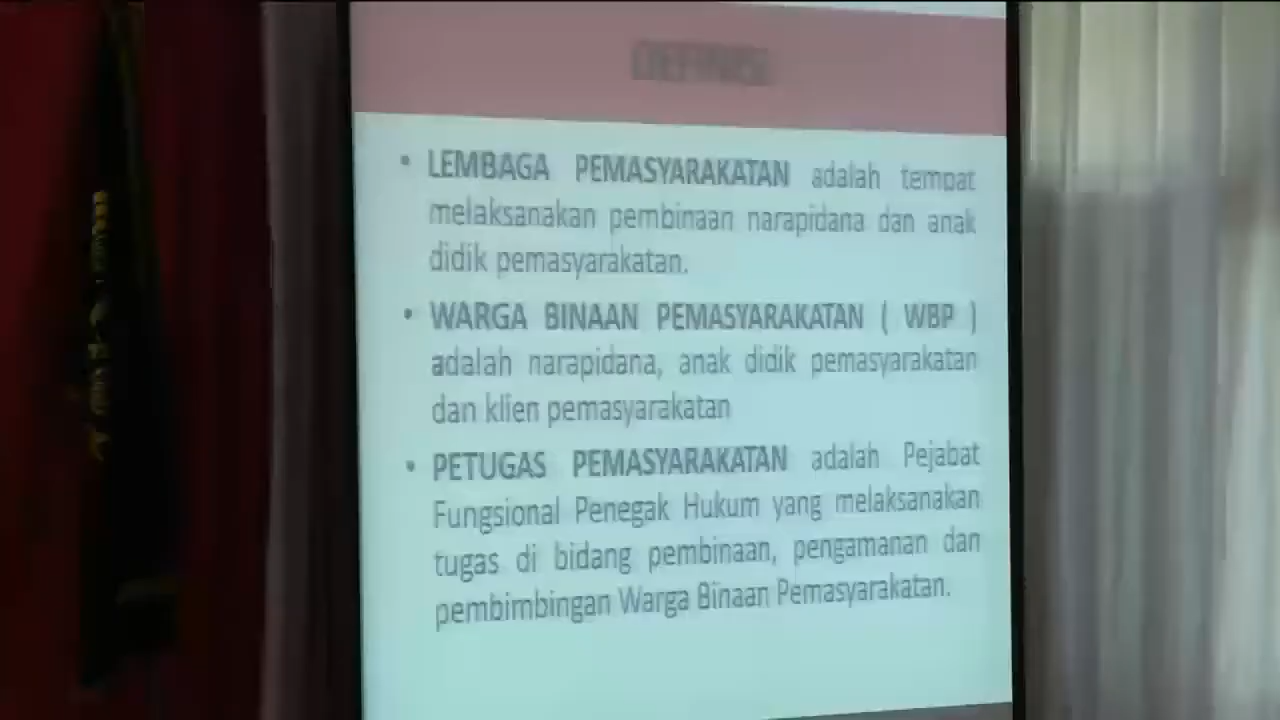 DEFINISI
• LEMBAGA PEMASYARAKATAN adalah tempat
melaksanakan pembinaan narapidana dan anak
didik pemasyarakatan.
• WARGA BINAAN PEMASYARAKATAN ( WBP )
adalah narapidana, anak didik pemasyarakatan
dan klien pemasyarakatan
• PETUGAS PEMASYARAKATAN adalah Pejabat
Fungsional Penegak Hukum yang melaksanakan
tugas di bidang pembinaan, pengamanan dan
pembimbingan Warga Binaan Pemasyarakatan.